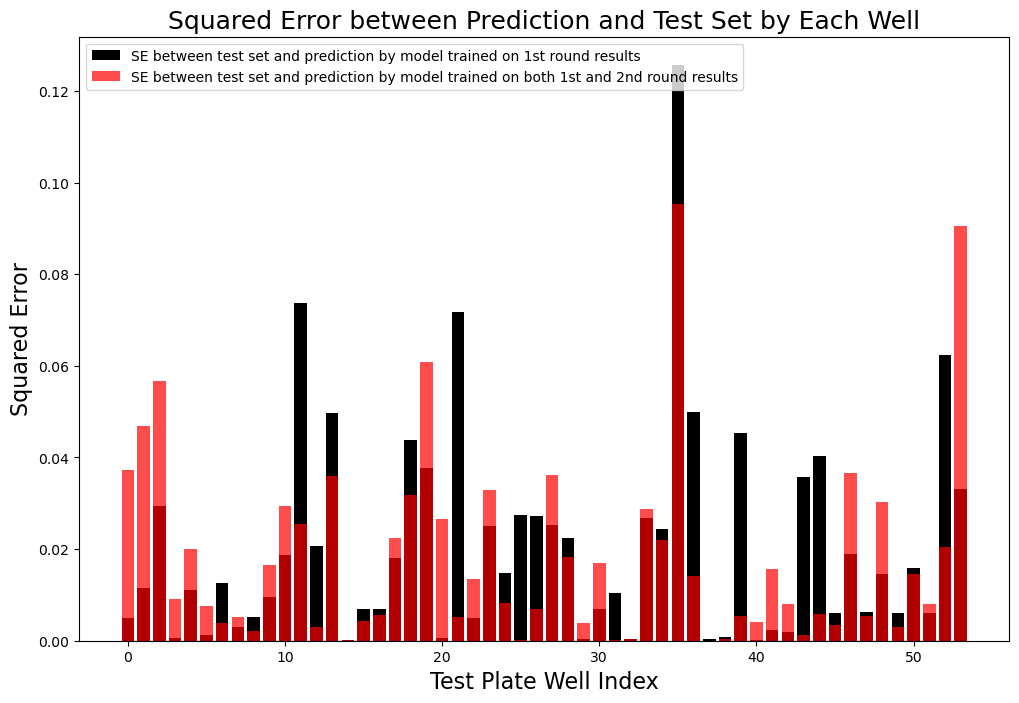 Squared Error between Prediction and Test Set by Each Well
SE between test set and prediction by model trained on 1st round results
SE between test set and prediction by model trained on both 1st and 2nd round results
0.12
0.10
0.08
0.06
0.04
0.02
0.00
Squared Error
0 10 20 30 40 50
Test Plate Well Index